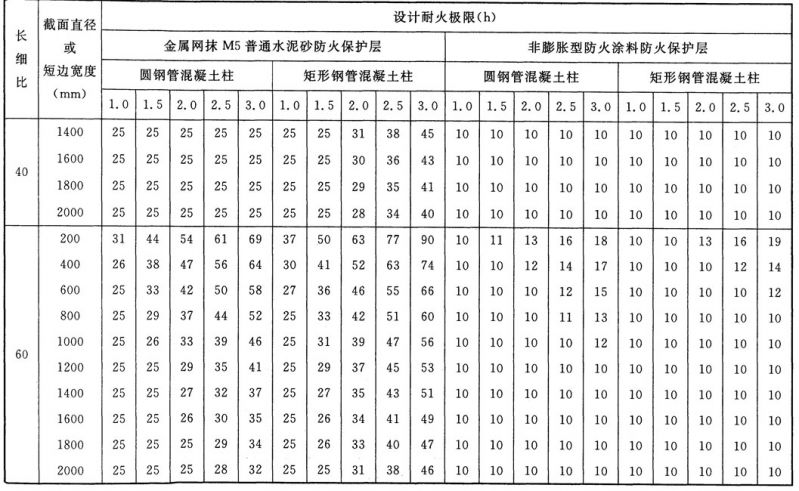 长细比 截面直径或短边宽度(mm) 设计耐火极限(h)
金属网抹 M5 普通水泥砂防火保护层 非膨胀型防火涂料防火保护层
圆钢管混凝土柱 矩形钢管混凝土柱 圆钢管混凝土柱 矩形钢管混凝土柱
1.0 1.5 2.0 2.5 3.0 1.0 1.5 2.0 2.5 3.0 1.0 1.5 2.0 2.5 3.0 1.0 1.5 2.0 2.5 3.0
40 1400 25 25 25 25 25 25 25 31 38 45 10 10 10 10 10 10 10 10 10 10
1600 25 25 25 25 25 25 25 30 36 43 10 10 10 10 10 10 10 10 10 10
1800 25 25 25 25 25 25 25 29 35 41 10 10 10 10 10 10 10 10 10 10
2000 25 25 25 25 25 25 25 28 34 40 10 10 10 10 10 10 10 10 10 10
60 200 31 44 54 61 69 37 50 63 77 90 10 11 13 16 18 10 10 13 16 19
400 26 38 47 56 64 30 41 52 63 74 10 10 12 14 17 10 10 10 12 14
600 25 33 42 50 58 27 36 46 55 66 10 10 10 12 15 10 10 10 10 12
800 25 29 37 44 52 25 33 42 51 60 10 10 10 11 13 10 10 10 10 10
1000 25 26 33 39 46 25 31 39 47 56 10 10 10 10 12 10 10 10 10 10
1200 25 25 29 35 41 25 29 37 45 53 10 10 10 10 10 10 10 10 10 10
1400 25 25 27 32 37 25 27 35 43 51 10 10 10 10 10 10 10 10 10 10
1600 25 25 26 30 35 25 26 34 41 49 10 10 10 10 10 10 10 10 10 10
1800 25 25 25 29 34 25 26 33 40 47 10 10 10 10 10 10 10 10 10 10
2000 25 25 25 28 32 25 25 31 38 46 10 10 10 10 10 10 10 10 10 10